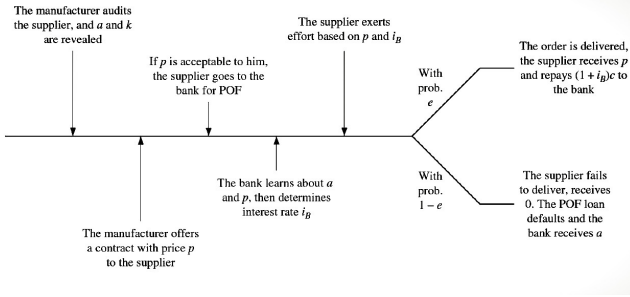 The manufacturer audits
the supplier, and a and k
are revealed
If p is acceptable to him,
the supplier goes to the
bank for POF
The supplier exerts
effort based on p and i_B
With
prob.
e
The order is delivered,
the supplier receives p
and repays (1 + i_B)c to
the bank
The manufacturer offers
a contract with price p
to the supplier
The bank learns about a
and p, then determines
interest rate i_B
With
prob.
1 – e
The supplier fails
to deliver, receives
0. The POF loan
defaults and the
bank receives a